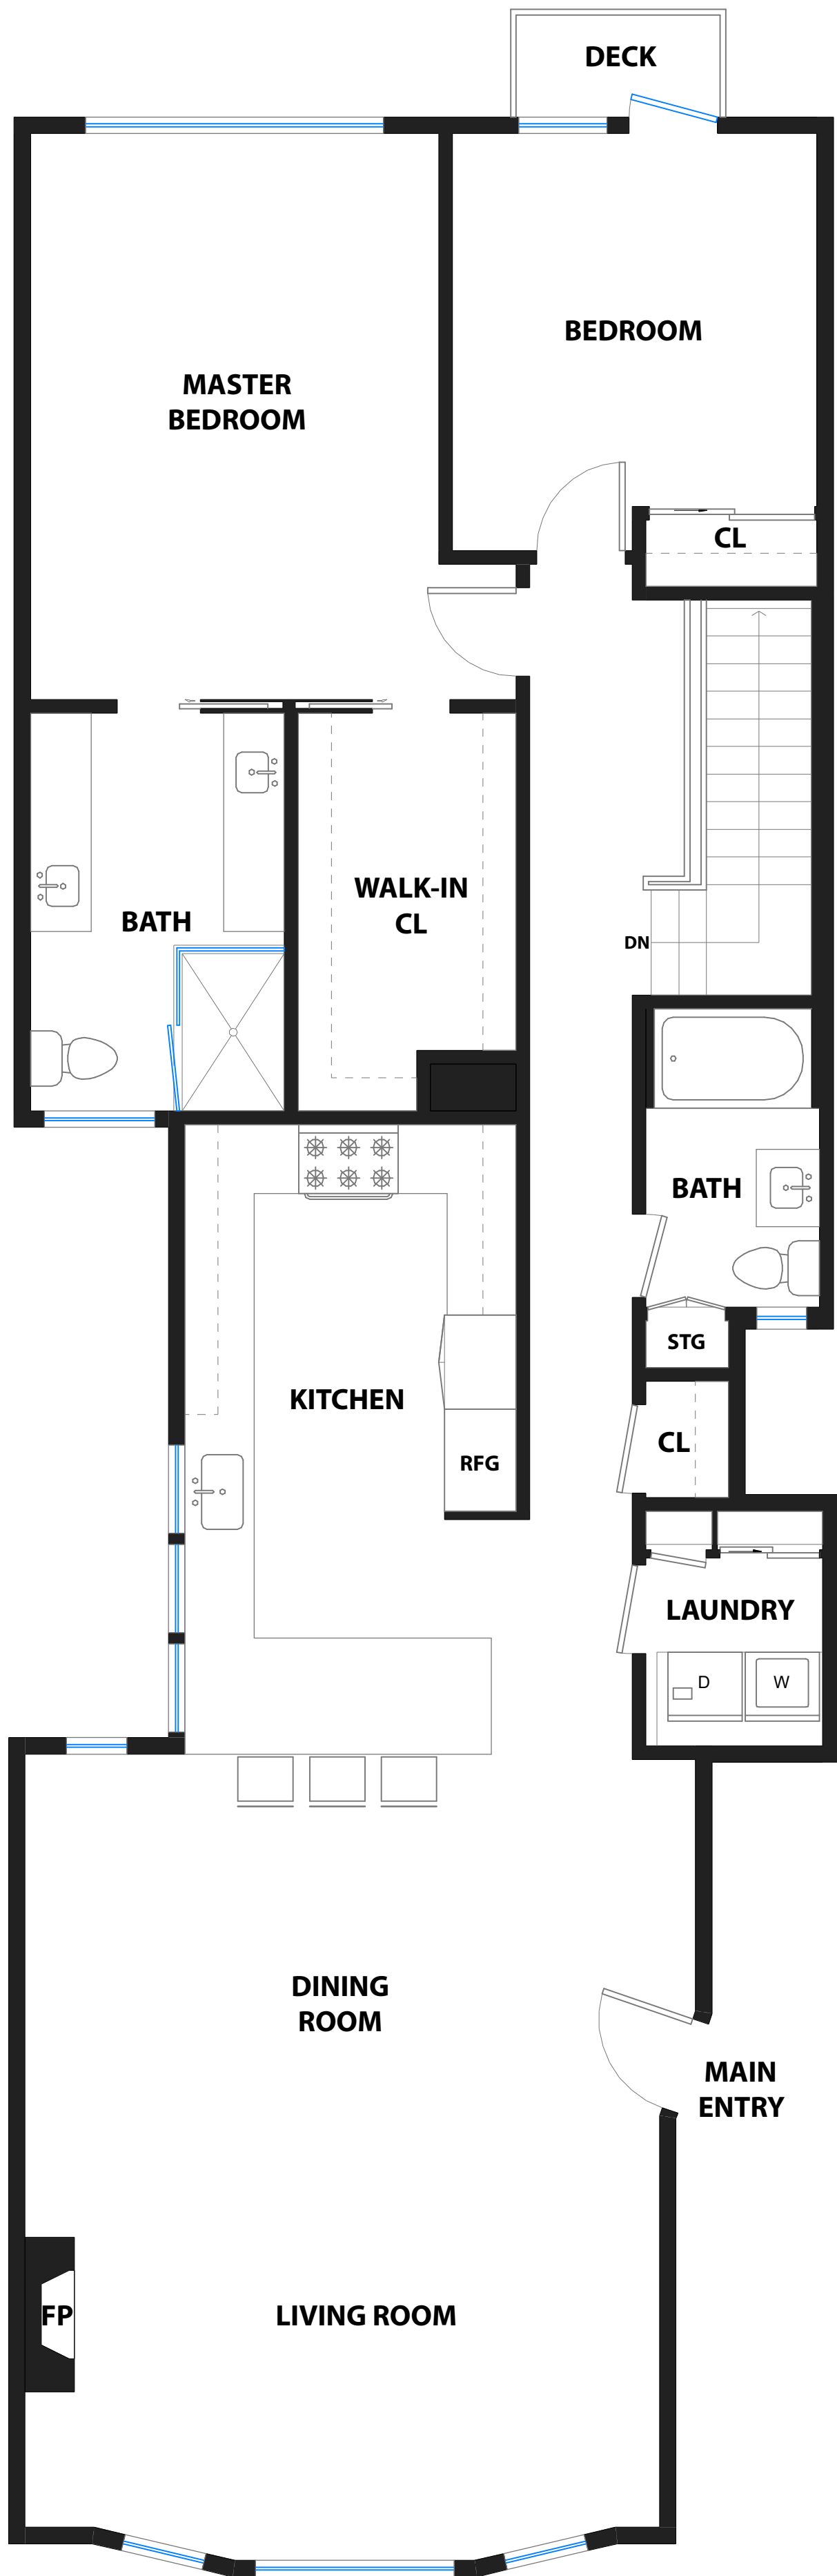 DECK
BEDROOM
MASTER
BEDROOM
CL
WALK-IN
CL
BATH
DN
BATH
STG
KITCHEN
CL
RFG
LAUNDRY
D
W
DINING
ROOM
MAIN
ENTRY
FP
LIVING ROOM